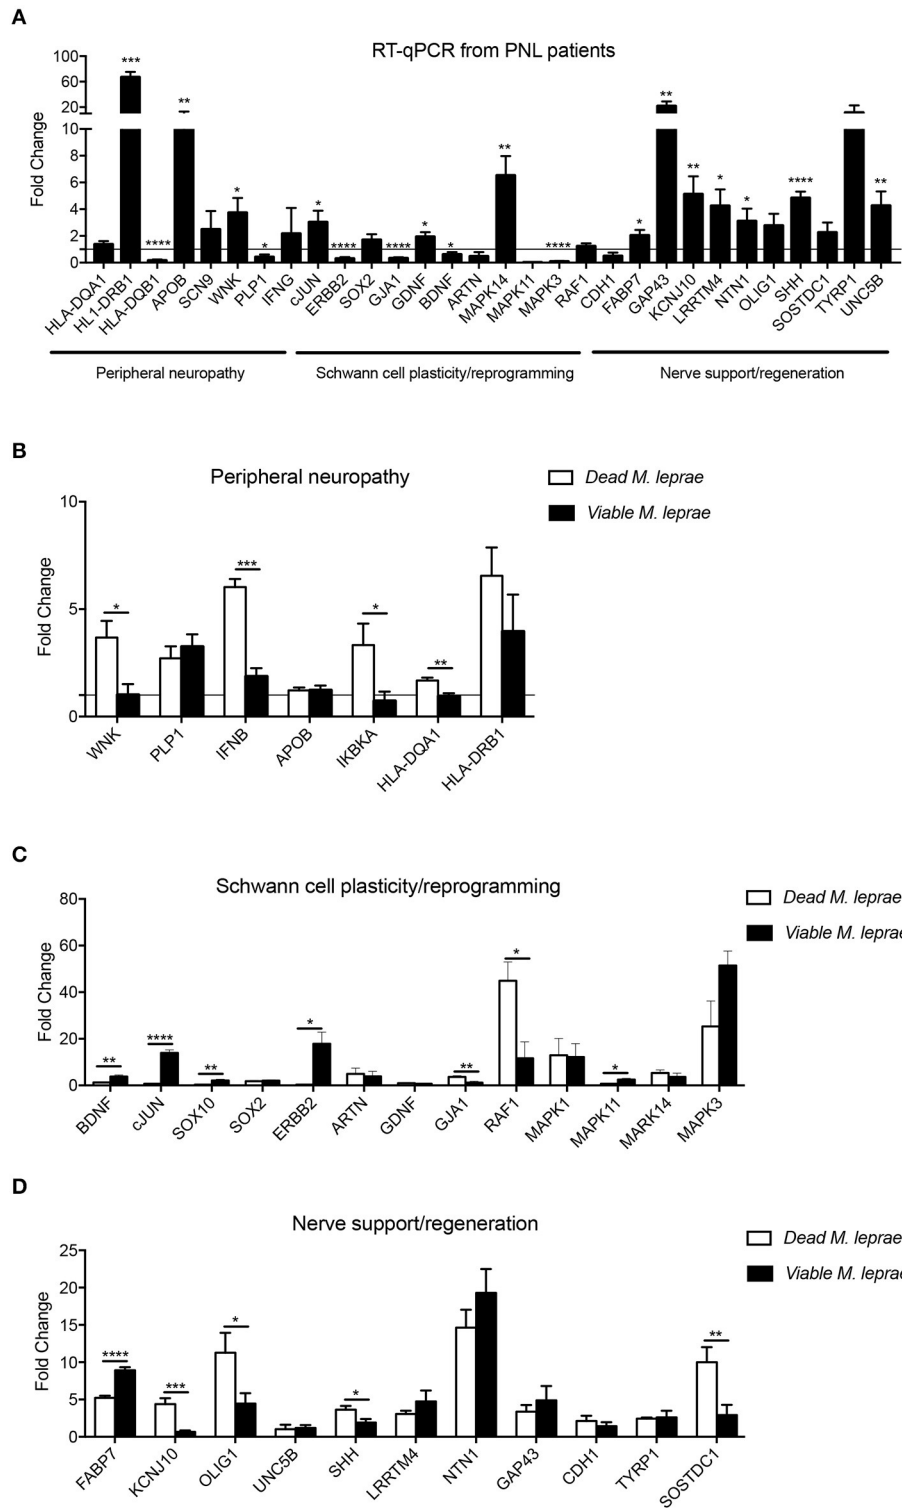 A
RT-qPCR from PNL patients
Fold Change
100
60
20
10
8
6
4
2
0
***
****
**
*
*
*
****
****
*
*
**
****
*
**
**
*
*
****
**
HLA-DQA1
HL1-DRB1
HLA-DQB1
APOB
SCN9
WNK
PLP1
IFNG
cJUN
ERBB2
SOX2
GJA1
GDNF
BDNF
ARTN
MAPK14
MAPK11
MAPK3
RAF1
CDH1
FABP7
GAP43
KCNJ10
LRRTM4
NTN1
OLIG1
SHH
SOSTDC1
TYRP1
UNC5B
Peripheral neuropathy
Schwann cell plasticity/reprogramming
Nerve support/regeneration
B
Peripheral neuropathy
Dead M. leprae
Viable M. leprae
Fold Change
10
5
0
*
***
*
**
WNK
PLP1
IFNB
APOB
IKBKA
HLA-DQA1
HLA-DRB1
C
Schwann cell plasticity/reprogramming
Dead M. leprae
Viable M. leprae
Fold Change
80
60
40
20
0
**
****
**
*
**
*
*
BDNF
cJUN
SOX10
SOX2
ERBB2
ARTN
GDNF
GJA1
RAF1
MAPK1
MAPK11
MARK14
MAPK3
D
Nerve support/regeneration
Dead M. leprae
Viable M. leprae
Fold Change
25
20
15
10
5
0
****
***
*
*
**
FABP7
KCNJ10
OLIG1
UNC5B
SHH
LRRTM4
NTN1
GAP43
CDH1
TYRP1
SOSTDC1